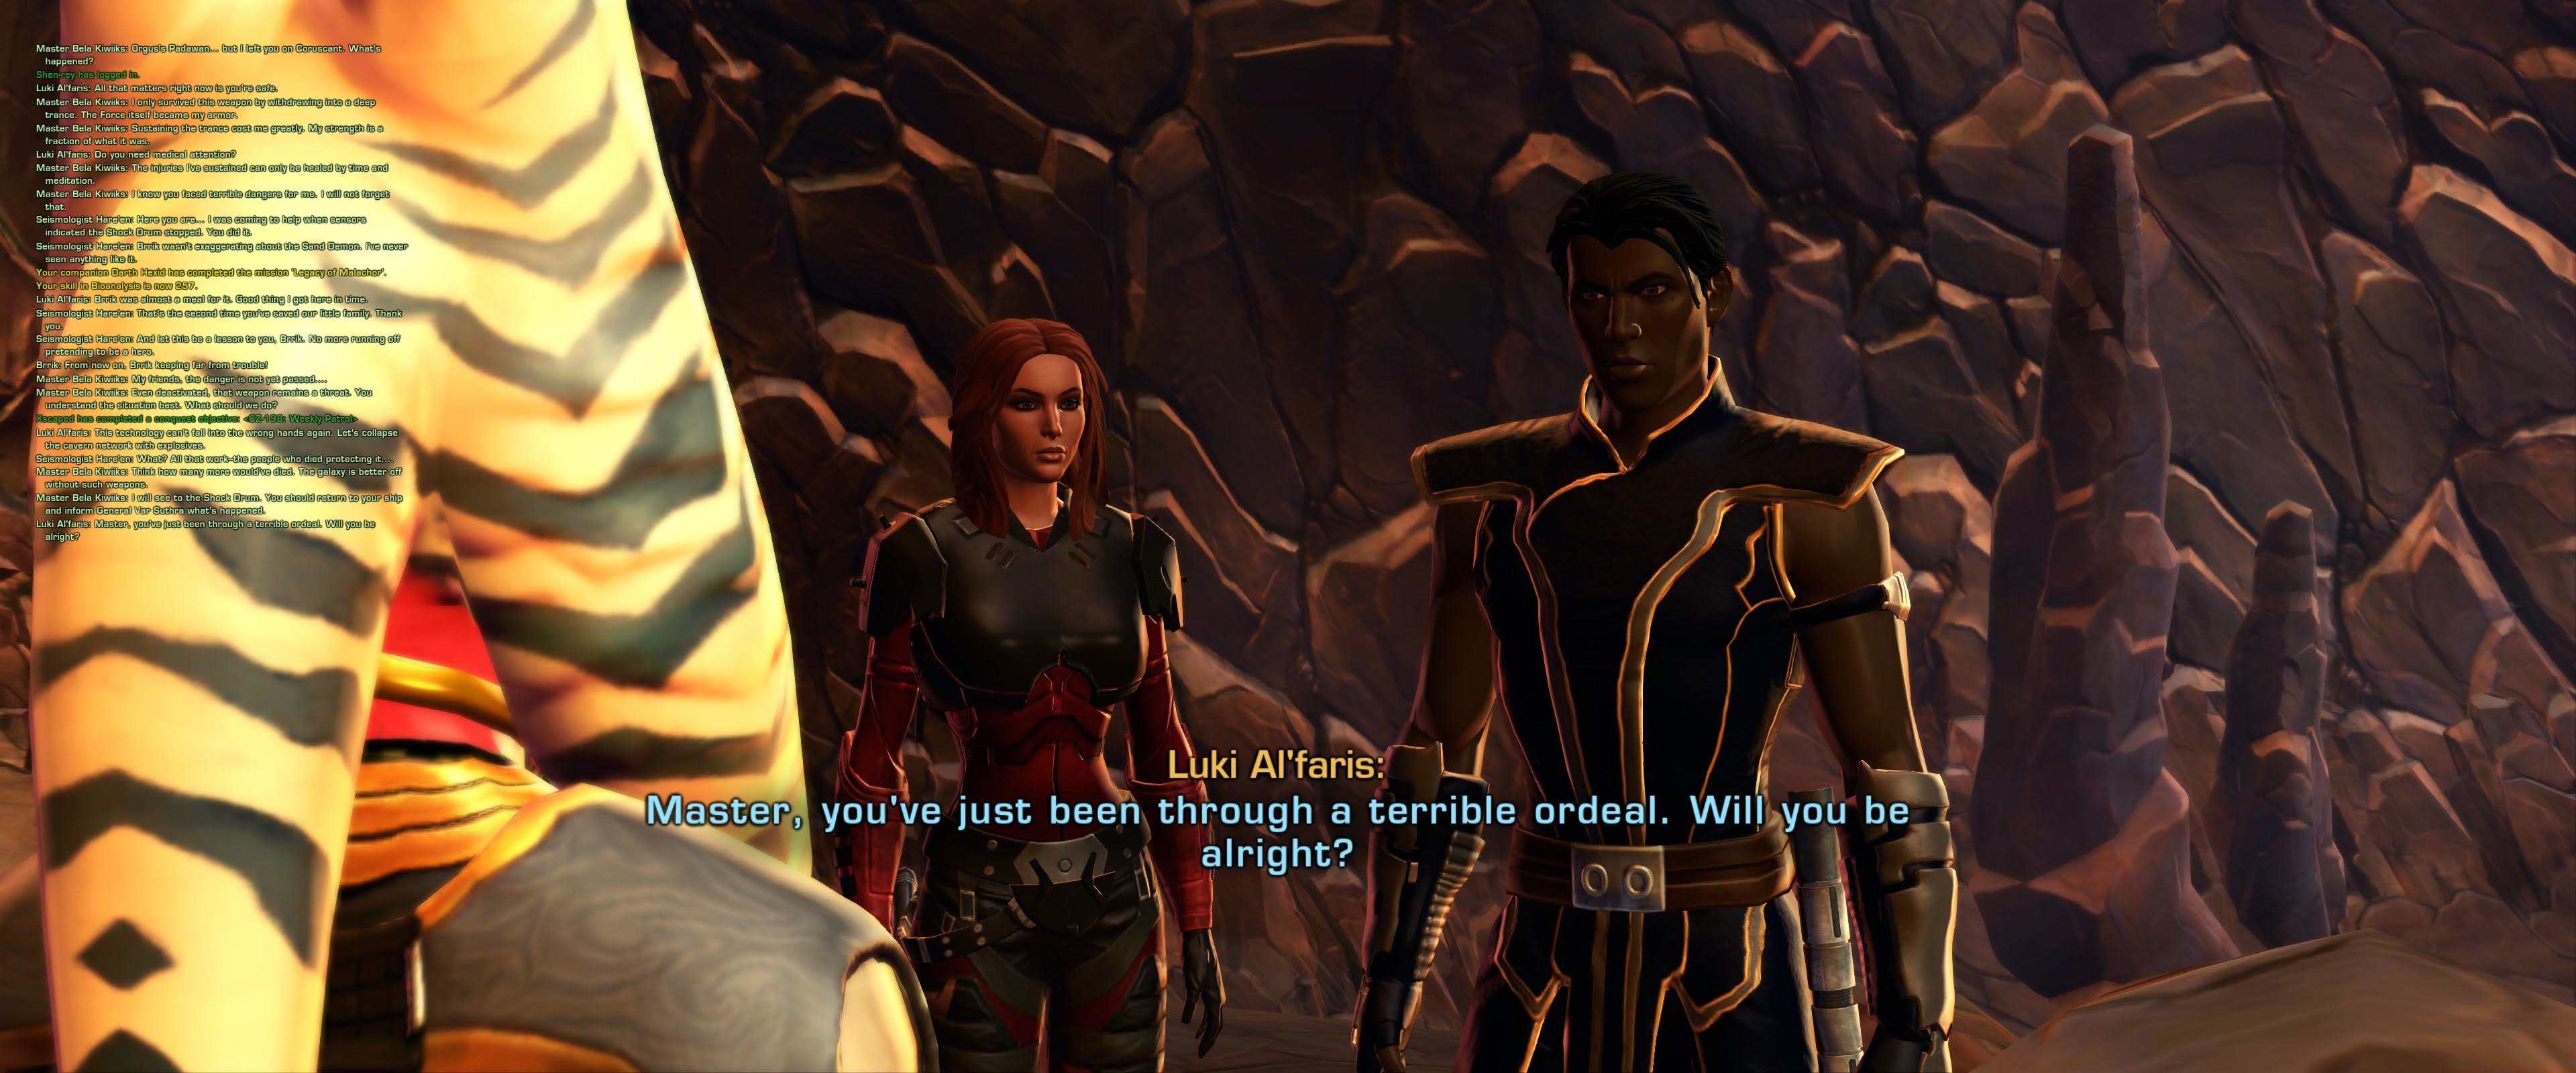 Master Bela Kiwiiks: Orgus's Padawan... but I left you on Coruscant. What's
happened?
Shen-rey has logged in.
Luki Al'faris: All that matters right now is you're safe.
Master Bela Kiwiiks: I only survived this weapon by withdrawing into a deep
trance. The Force itself became my armor.
Master Bela Kiwiiks: Sustaining the trance cost me greatly. My strength is a
fraction of what it was.
Luki Al'faris: Do you need medical attention?
Master Bela Kiwiiks: The injuries I've sustained can only be healed by time and
meditation.
Master Bela Kiwiiks: I know you faced terrible dangers for me. I will not forget
that.
Seismologist Hare'en: Here you are... I was coming to help when sensors
indicated the Shock Drum stopped. You did it.
Seismologist Hare'en: Brrik wasn't exaggerating about the Sand Demon. I've never
seen anything like it.
Your companion Darth Hexid has completed the mission 'Legacy of Malachor'.
Your skill in Bioanalysis is now 257.
Luki Al'faris: Brrik was almost a meal for it. Good thing I got here in time.
Seismologist Hare'en: That's the second time you've saved our little family. Thank
you.
Seismologist Hare'en: And let this be a lesson to you, Brrik. No more running off
pretending to be a hero.
Brrik: From now on, Brrik keeping far from trouble!
Master Bela Kiwiiks: My friends, the danger is not yet passed....
Master Bela Kiwiiks: Even deactivated, that weapon remains a threat. You
understand the situation best. What should we do?
Xscaped has completed a conquest objective: <CZ-198: Weekly Patrol>
Luki Al'faris: This technology can't fall into the wrong hands again. Let's collapse
the cavern network with explosives.
Seismologist Hare'en: What? All that work-the people who died protecting it....
Master Bela Kiwiiks: Think how many more would've died. The galaxy is better off
without such weapons.
Master Bela Kiwiiks: I will see to the Shock Drum. You should return to your ship
and inform General Var Suthra what's happened.
Luki Al'faris: Master, you've just been through a terrible ordeal. Will you be
alright?
Luki Al'faris:
Master, you've just been through a terrible ordeal. Will you be
alright?